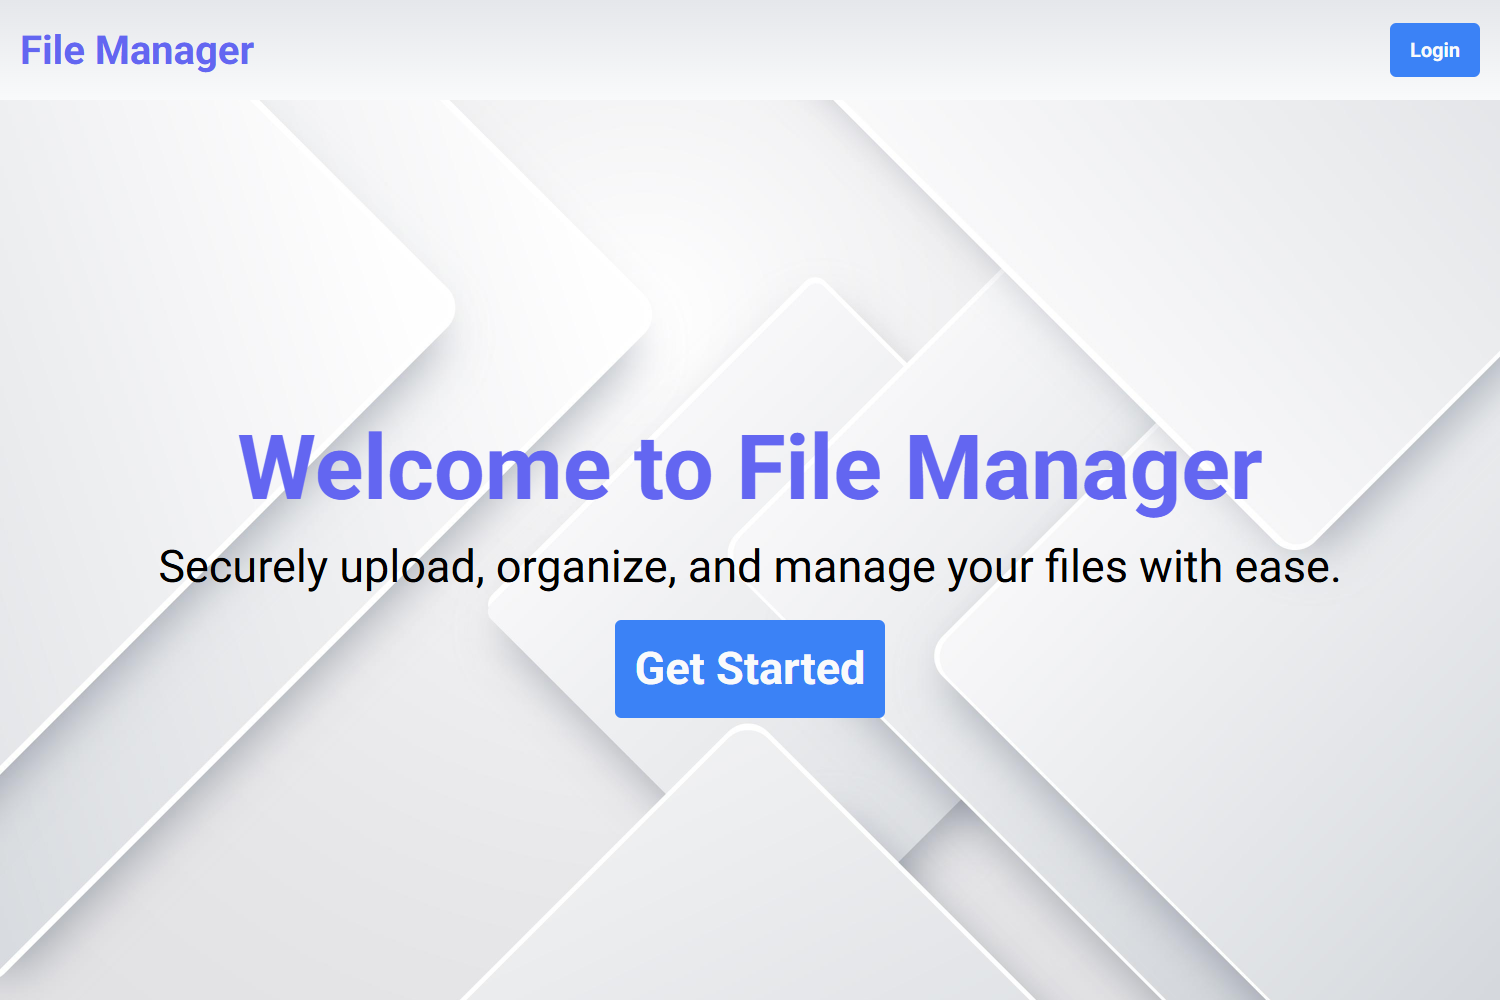 File Manager
Login
Welcome to File Manager
Securely upload, organize, and manage your files with ease.
Get Started